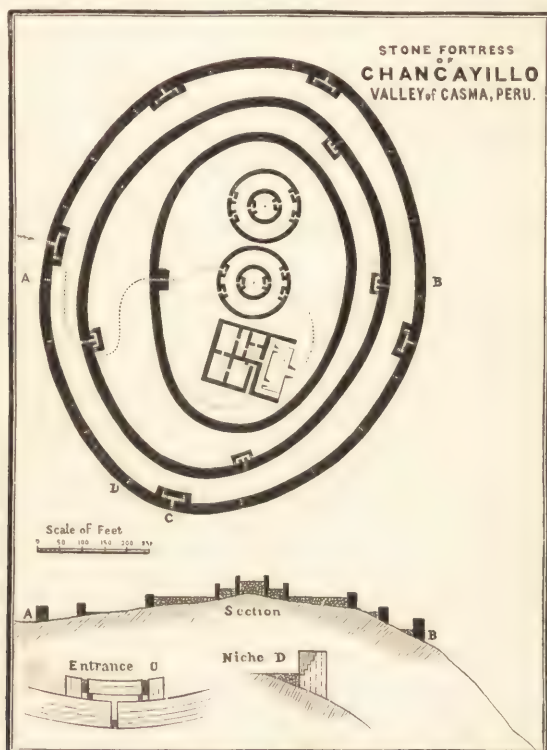 STONE FORTRESS
OF
CHANCAYILLO
VALLEY of CASMA, PERU.
A
B
D
C
Scale of Feet
0 50 100 150 200 250
A
Section
B
Entrance C
Niche D